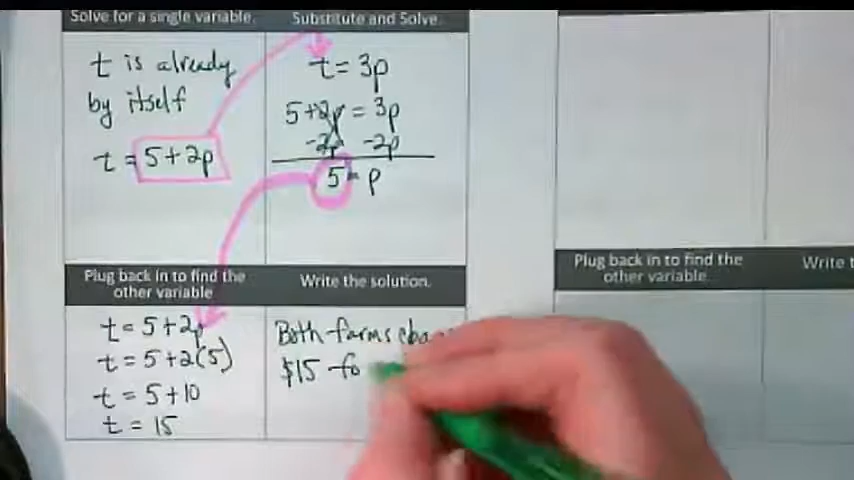 Solve for a single variable.
Substitute and Solve.
t is already
by itself
t = 5+2p
t = 3p
5+2p = 3p
-2p -2p
5 = p
Plug back in to find the
other variable
t = 5+2p
t = 5+2(5)
t = 5+10
t = 15
Write the solution.
Both farms
$15 fo
Plug back in to find the
other variable.
Write